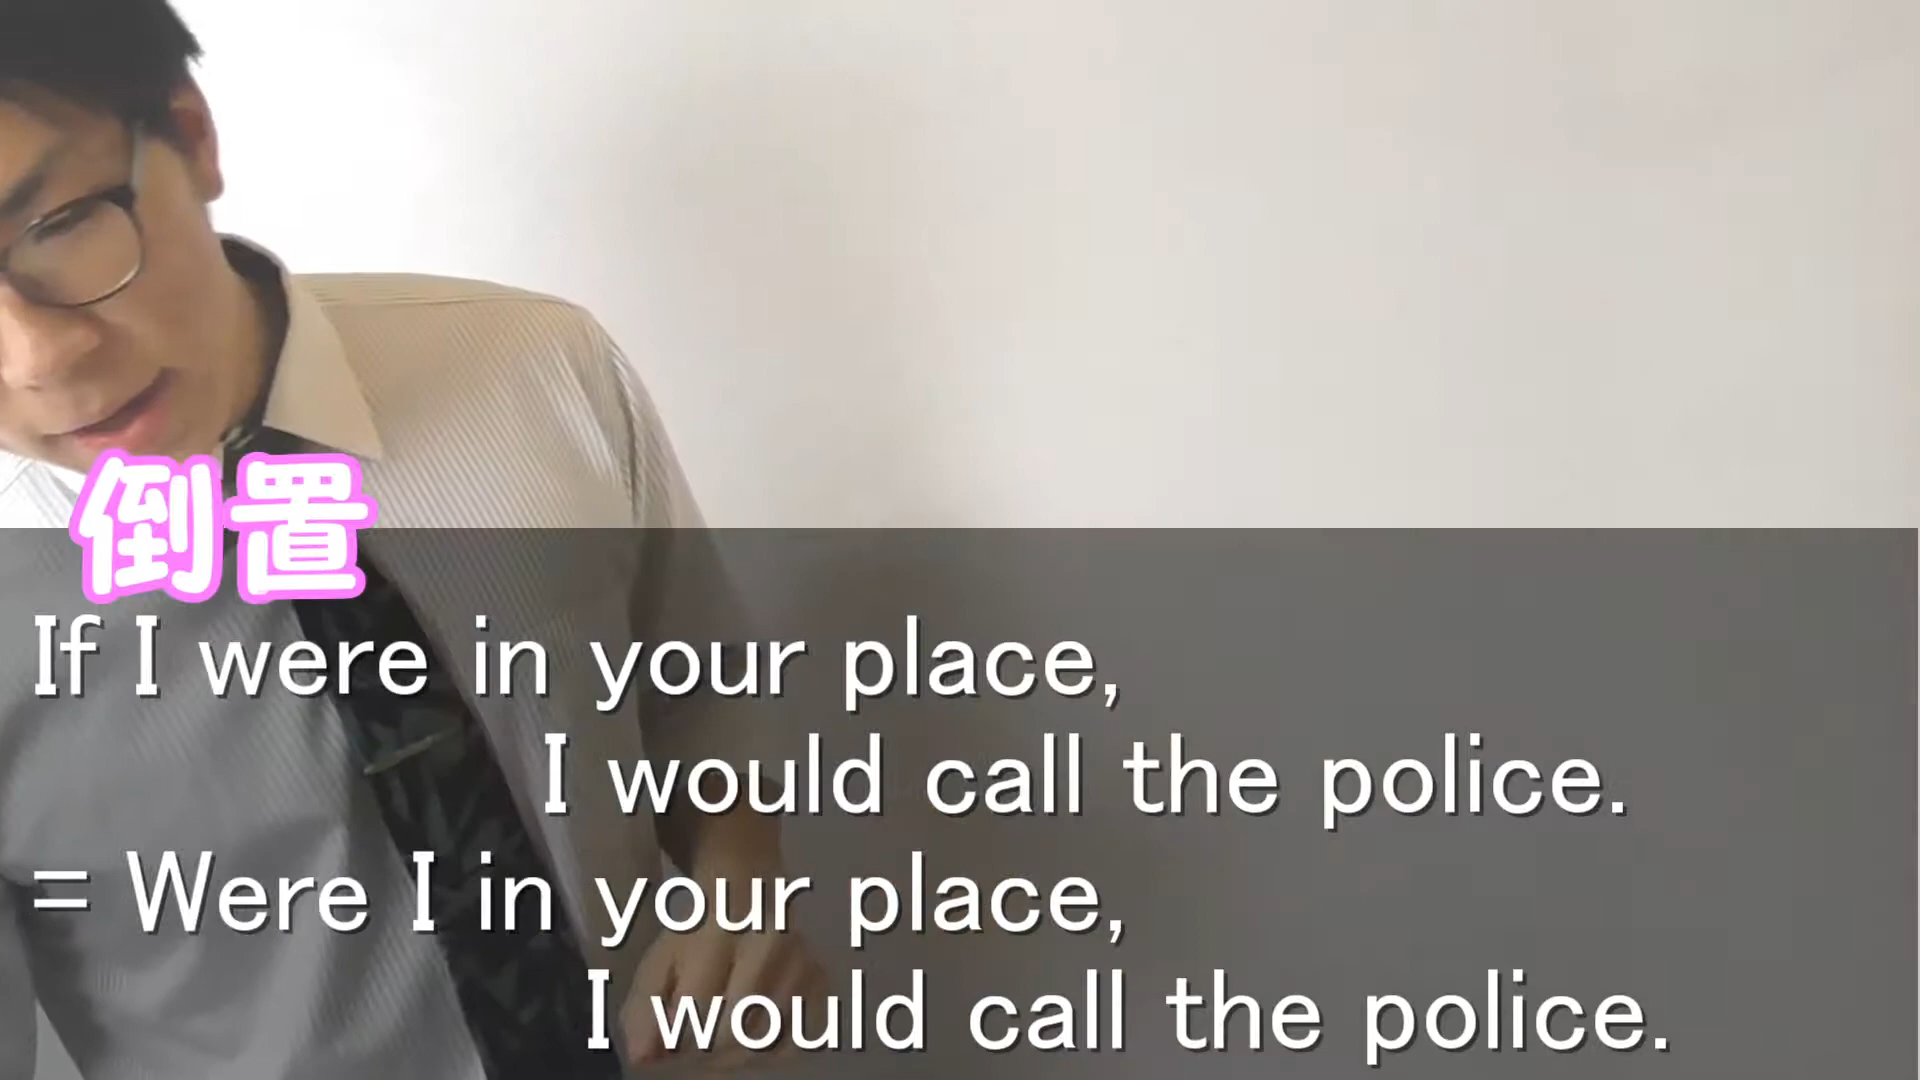 倒置
If I were in your place,
I would call the police.
= Were I in your place,
I would call the police.